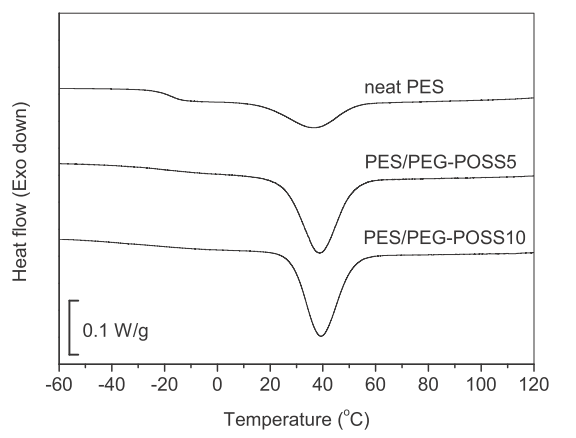 neat PES
PES/PEG-POSS5
PES/PEG-POSS10
Heat flow (Exo down)
0.1 W/g
-60 -40 -20 0 20 40 60 80 100 120
Temperature (°C)